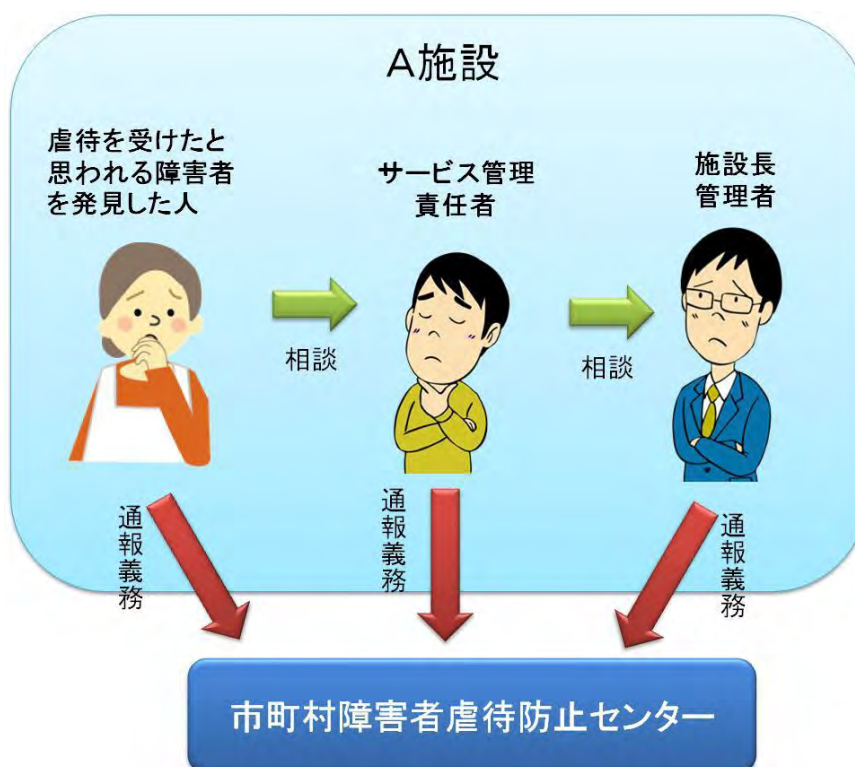 A施設
虐待を受けたと
思われる障害者
を発見した人
サービス管理
責任者
施設長
管理者
相談
相談
通報義務
通報義務
通報義務
市町村障害者虐待防止センター